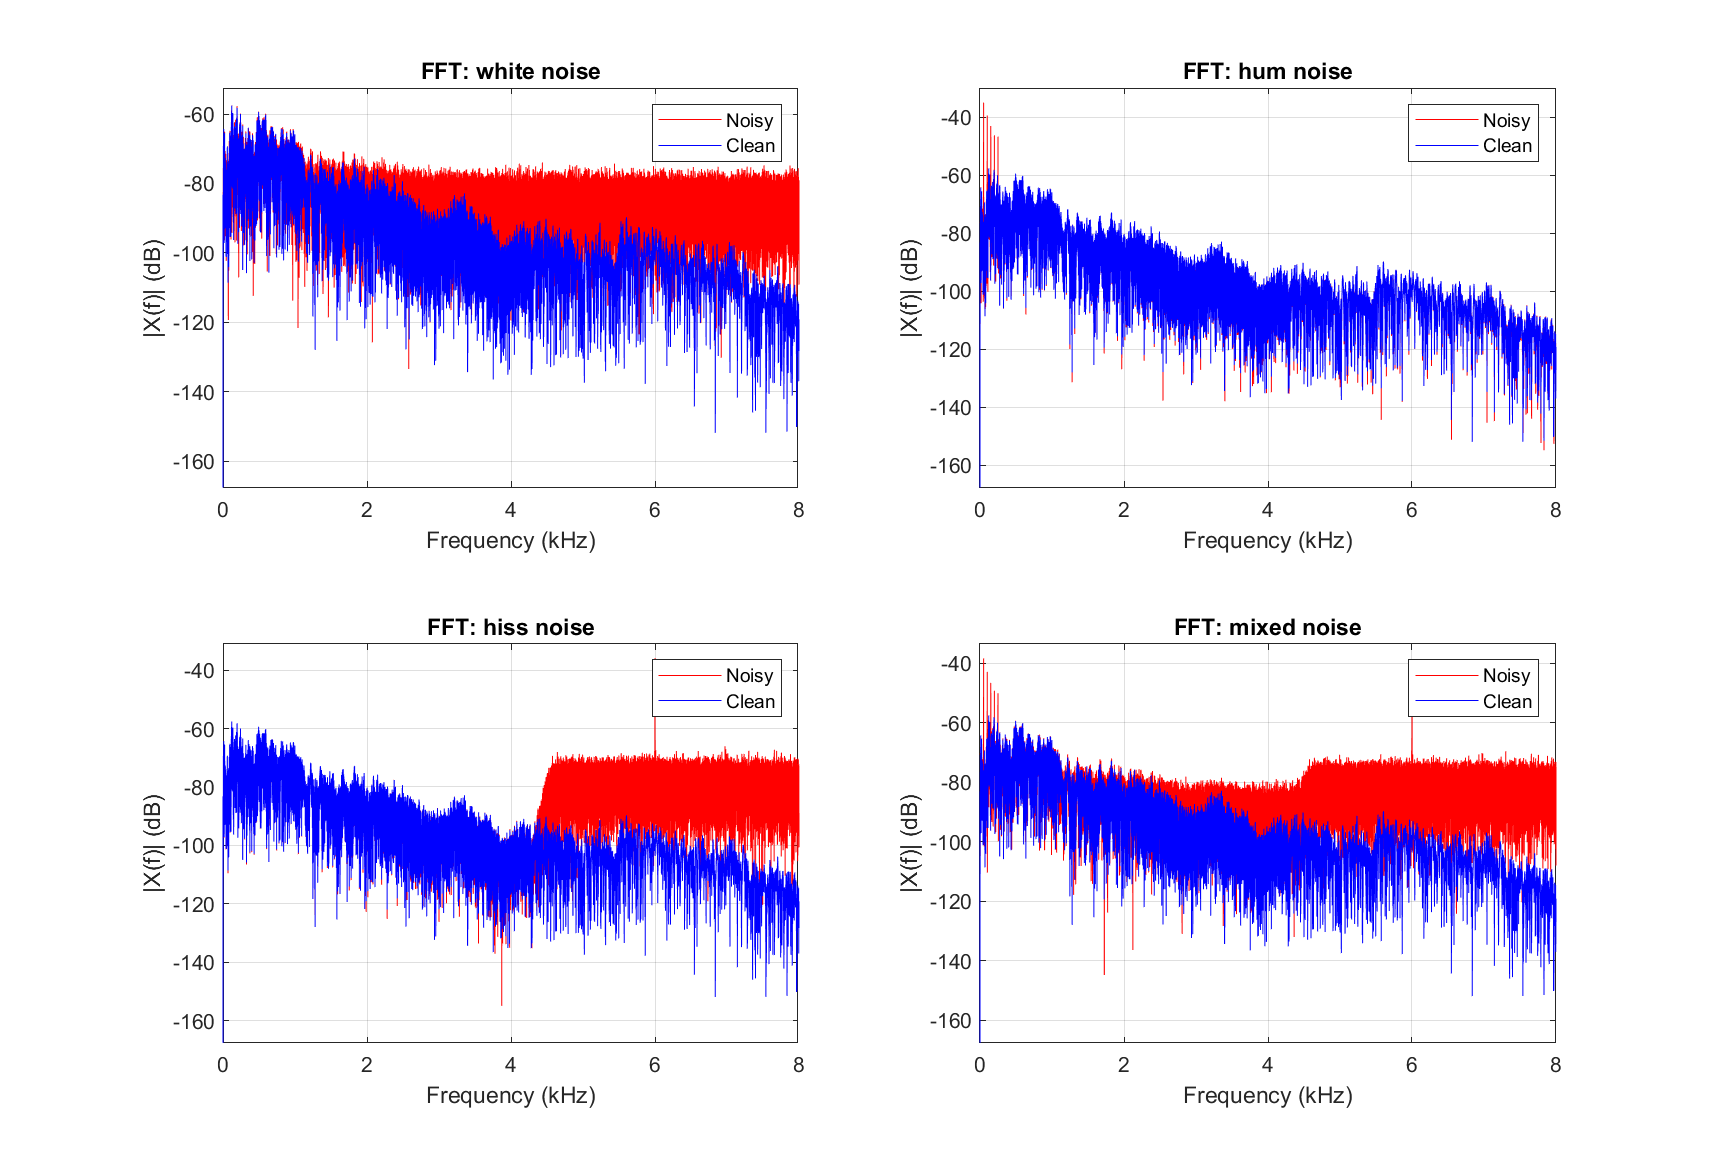 FFT: white noise
-60
-80
-100
-120
-140
-160
|X(f)| (dB)
Noisy
Clean
0 2 4 6 8
Frequency (kHz)
FFT: hum noise
-40
-60
-80
-100
-120
-140
-160
|X(f)| (dB)
Noisy
Clean
0 2 4 6 8
Frequency (kHz)
FFT: hiss noise
-40
-60
-80
-100
-120
-140
-160
|X(f)| (dB)
Noisy
Clean
0 2 4 6 8
Frequency (kHz)
FFT: mixed noise
-40
-60
-80
-100
-120
-140
-160
|X(f)| (dB)
Noisy
Clean
0 2 4 6 8
Frequency (kHz)